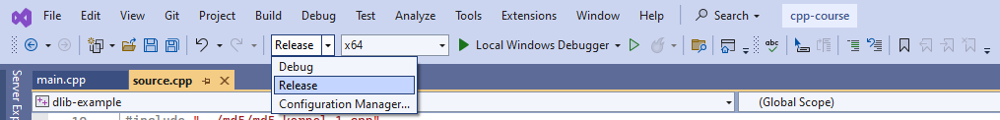 File Edit View Git Project Build Debug Test Analyze Tools Extensions Window Help Search cpp-course
Release x64 Local Windows Debugger abc
Debug
Release
Configuration Manager...
main.cpp source.cpp
Server
dlib-example (Global Scope)
#include "../md5/md5_kernel_1.cpp"